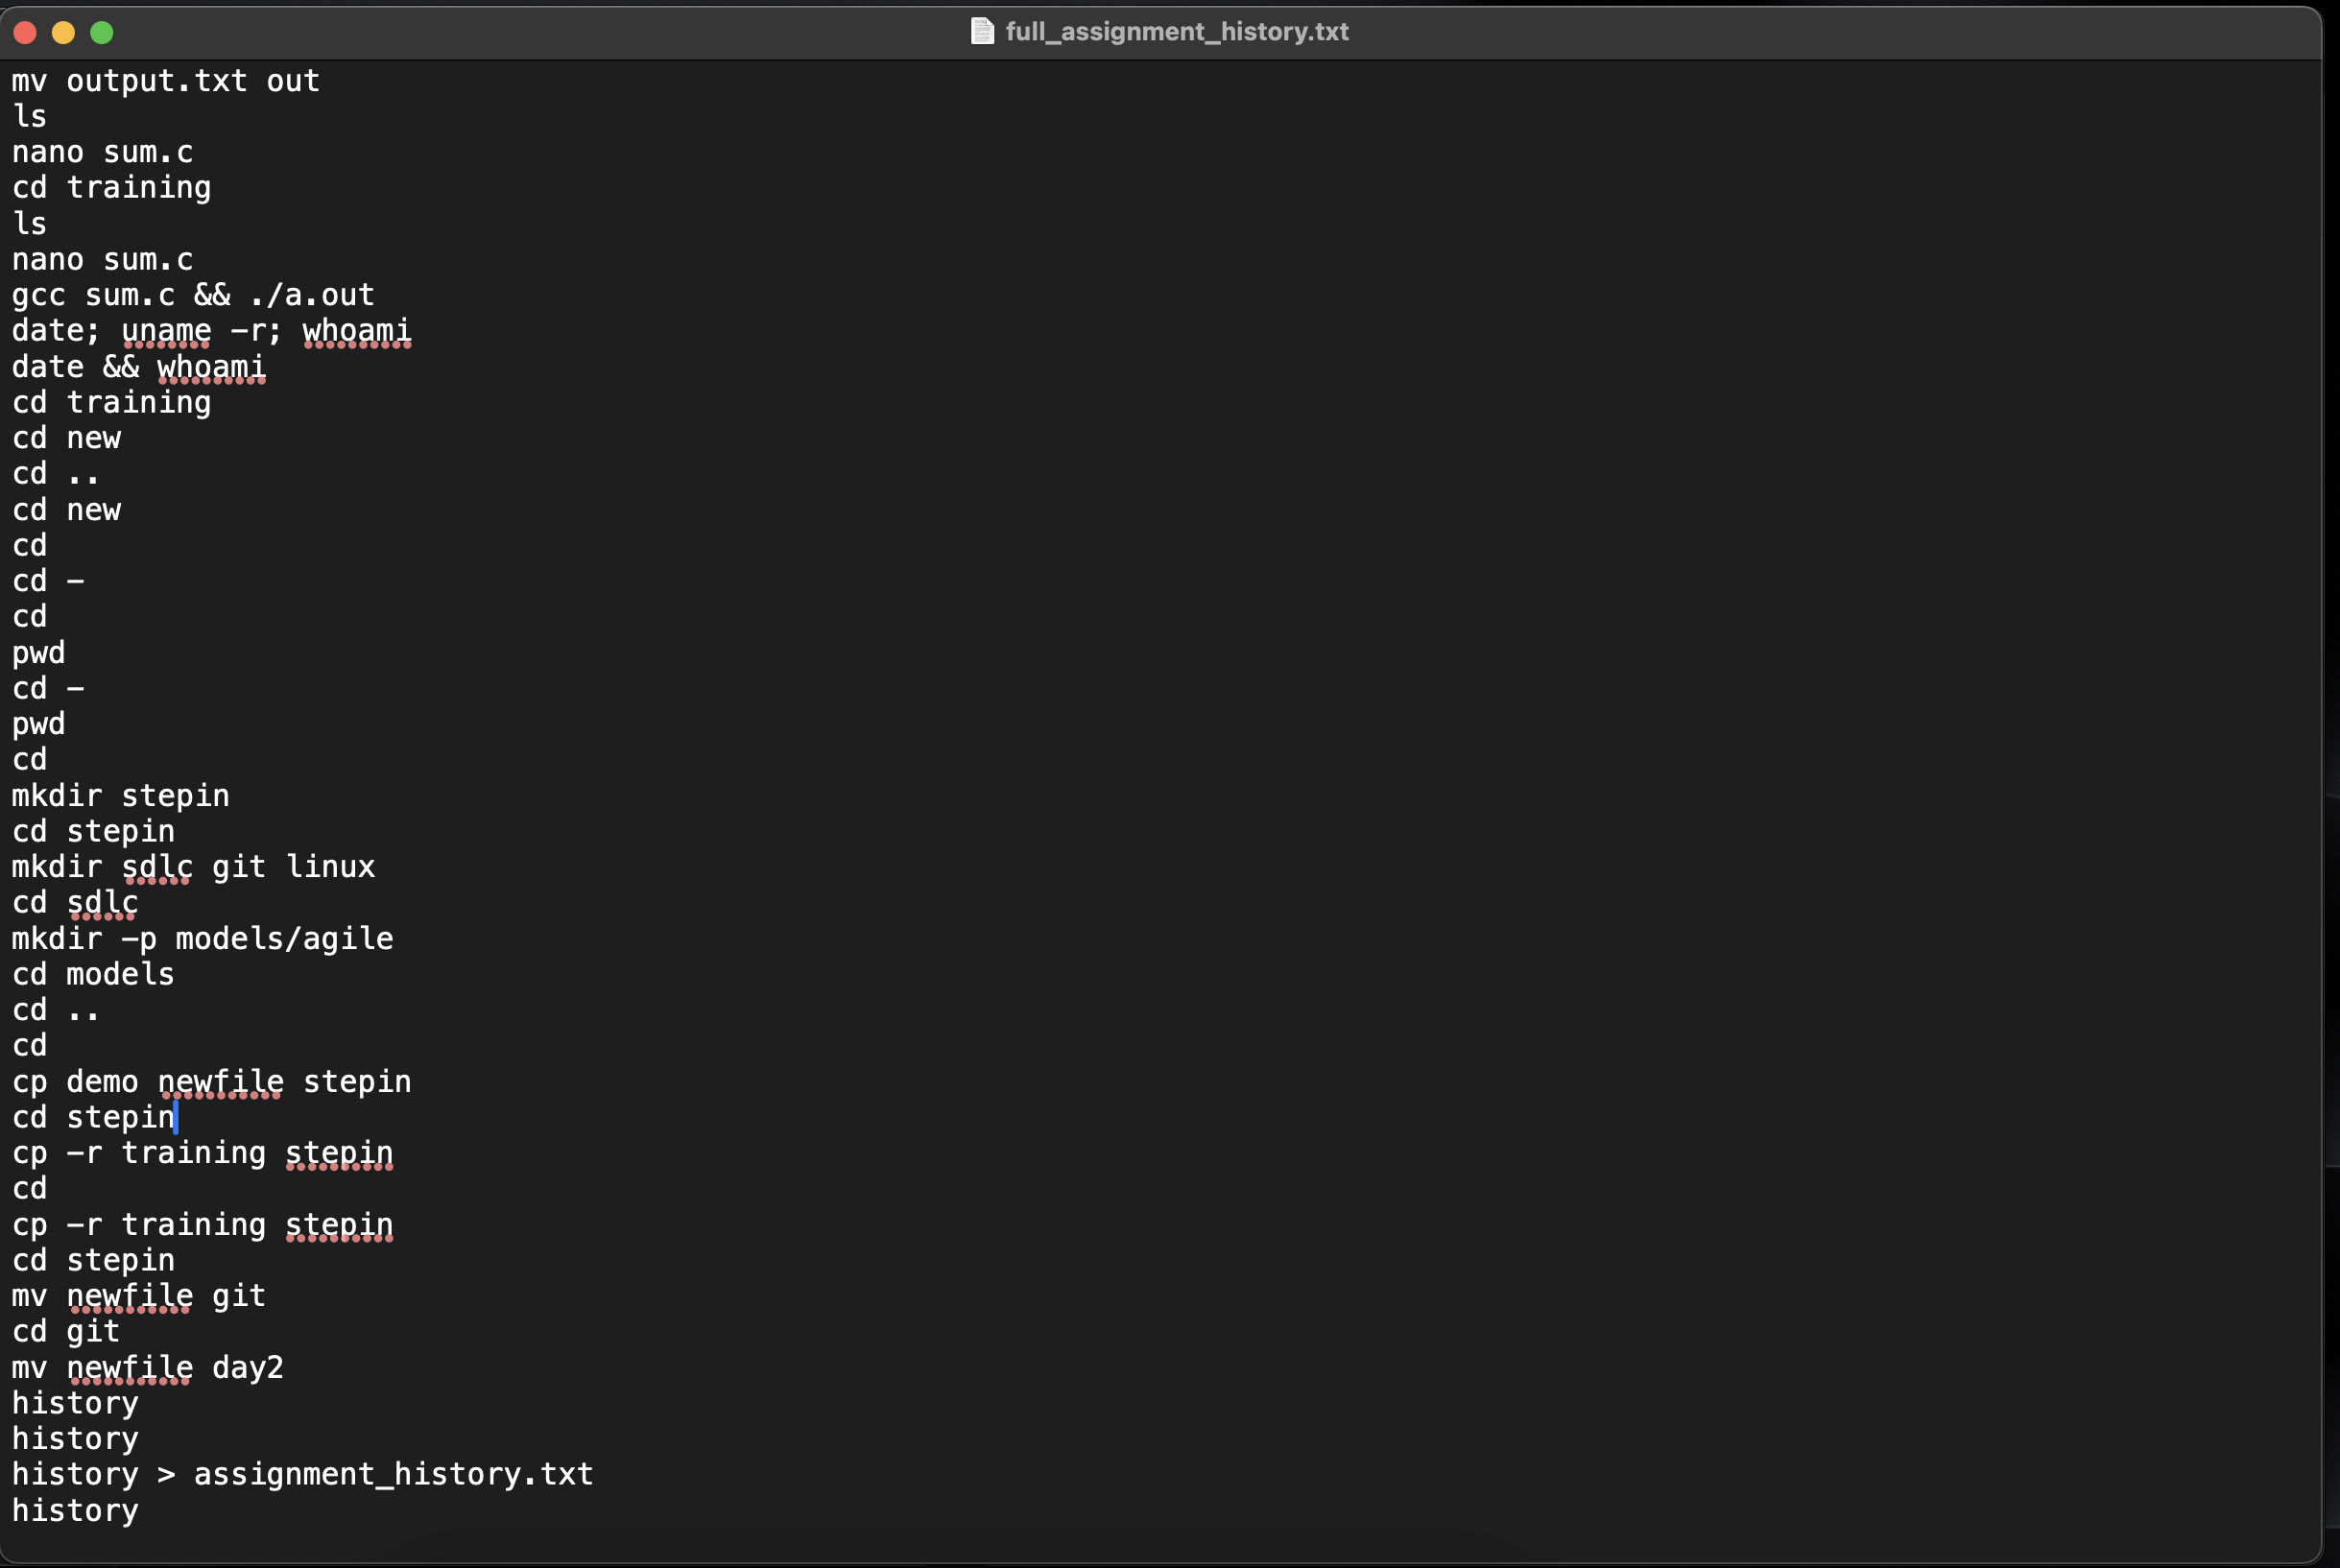 full_assignment_history.txt
mv output.txt out
ls
nano sum.c
cd training
ls
nano sum.c
gcc sum.c && ./a.out
date; uname -r; whoami
date && whoami
cd training
cd new
cd ..
cd new
cd
cd -
cd
pwd
cd -
pwd
cd
mkdir stepin
cd stepin
mkdir sdlc git linux
cd sdlc
mkdir -p models/agile
cd models
cd ..
cd
cp demo newfile stepin
cd stepin
cp -r training stepin
cd
cp -r training stepin
cd stepin
mv newfile git
cd git
mv newfile day2
history
history
history > assignment_history.txt
history